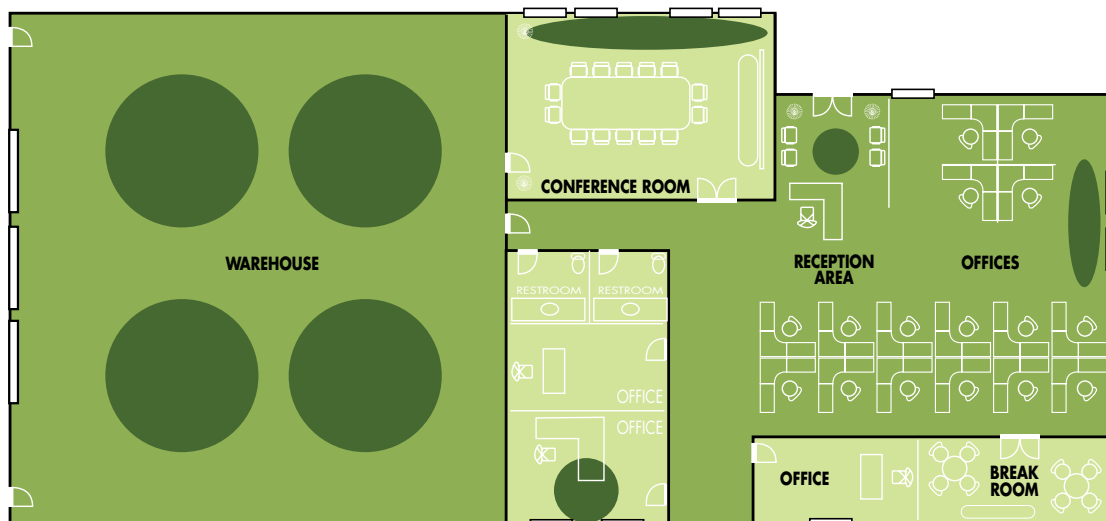 CONFERENCE ROOM
WAREHOUSE
RECEPTION
AREA
OFFICES
RESTROOM
RESTROOM
OFFICE
OFFICE
OFFICE
BREAK
ROOM